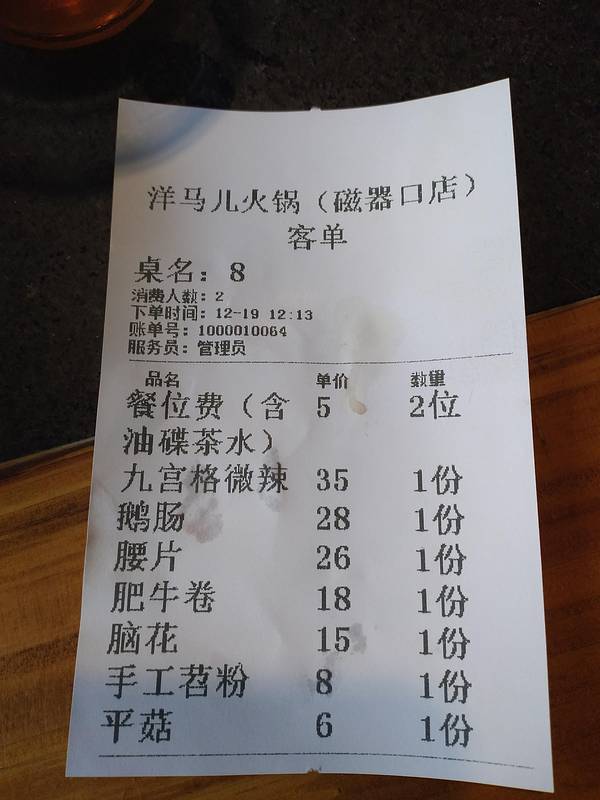 洋马儿火锅（磁器口店）
客单
桌名：8
消费人数：2
下单时间：12-19 12:13
账单号：1000010064
服务员：管理员
品名 单价 数量
餐位费（含 5 2位
油碟茶水）
九宫格微辣 35 1份
鹅肠 28 1份
腰片 26 1份
肥牛卷 18 1份
脑花 15 1份
手工苕粉 8 1份
平菇 6 1份